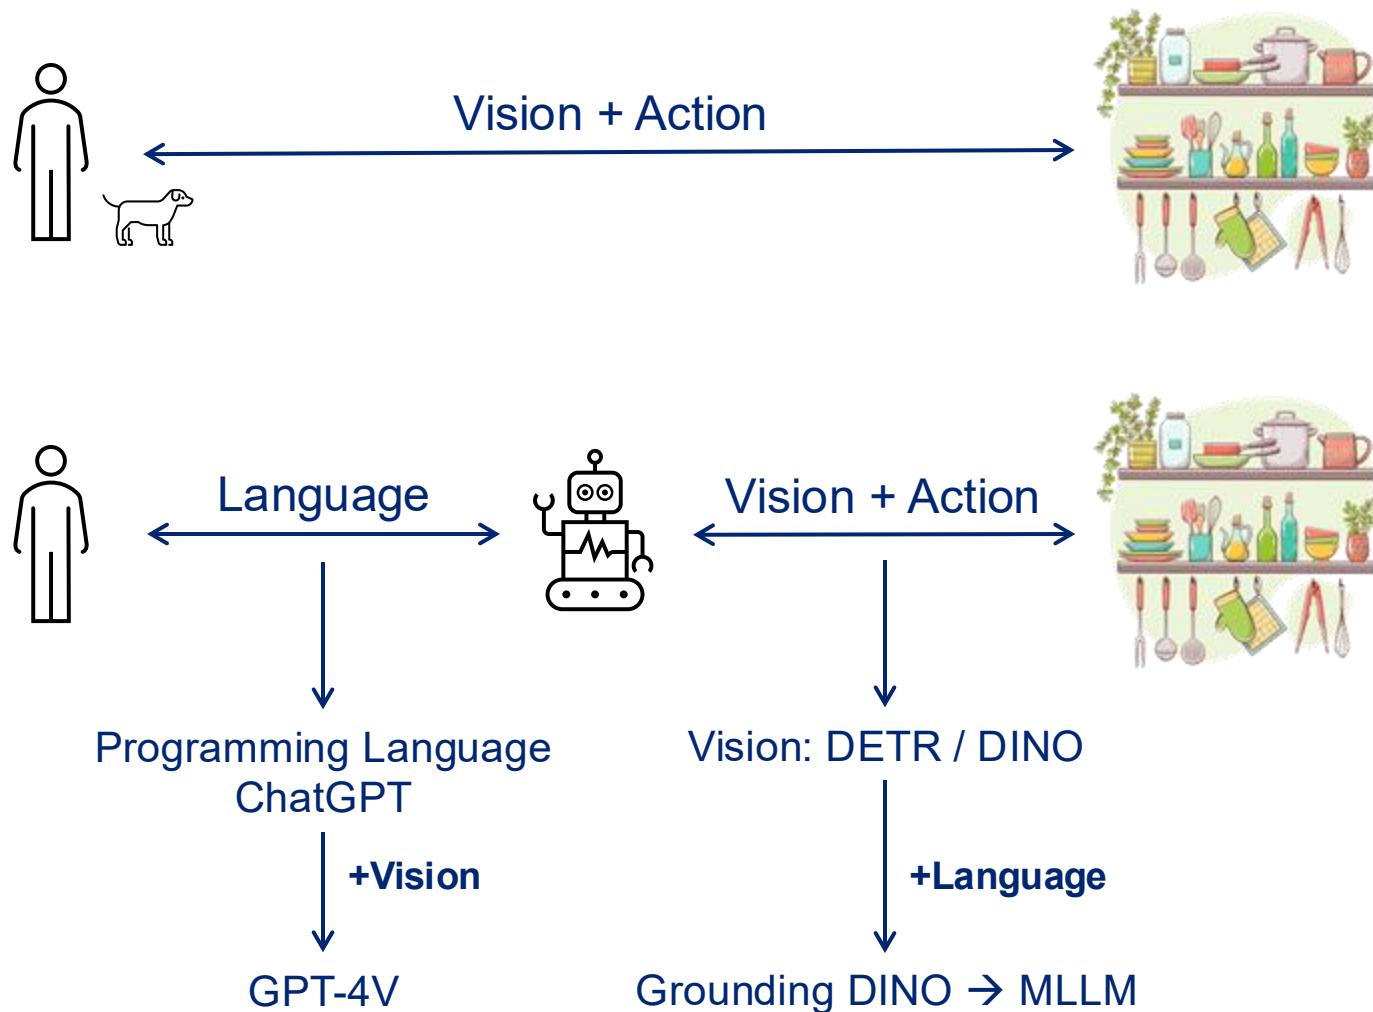 Vision + Action
Language
Vision + Action
Programming Language
ChatGPT
Vision: DETR / DINO
+Vision
+Language
GPT-4V
Grounding DINO → MLLM